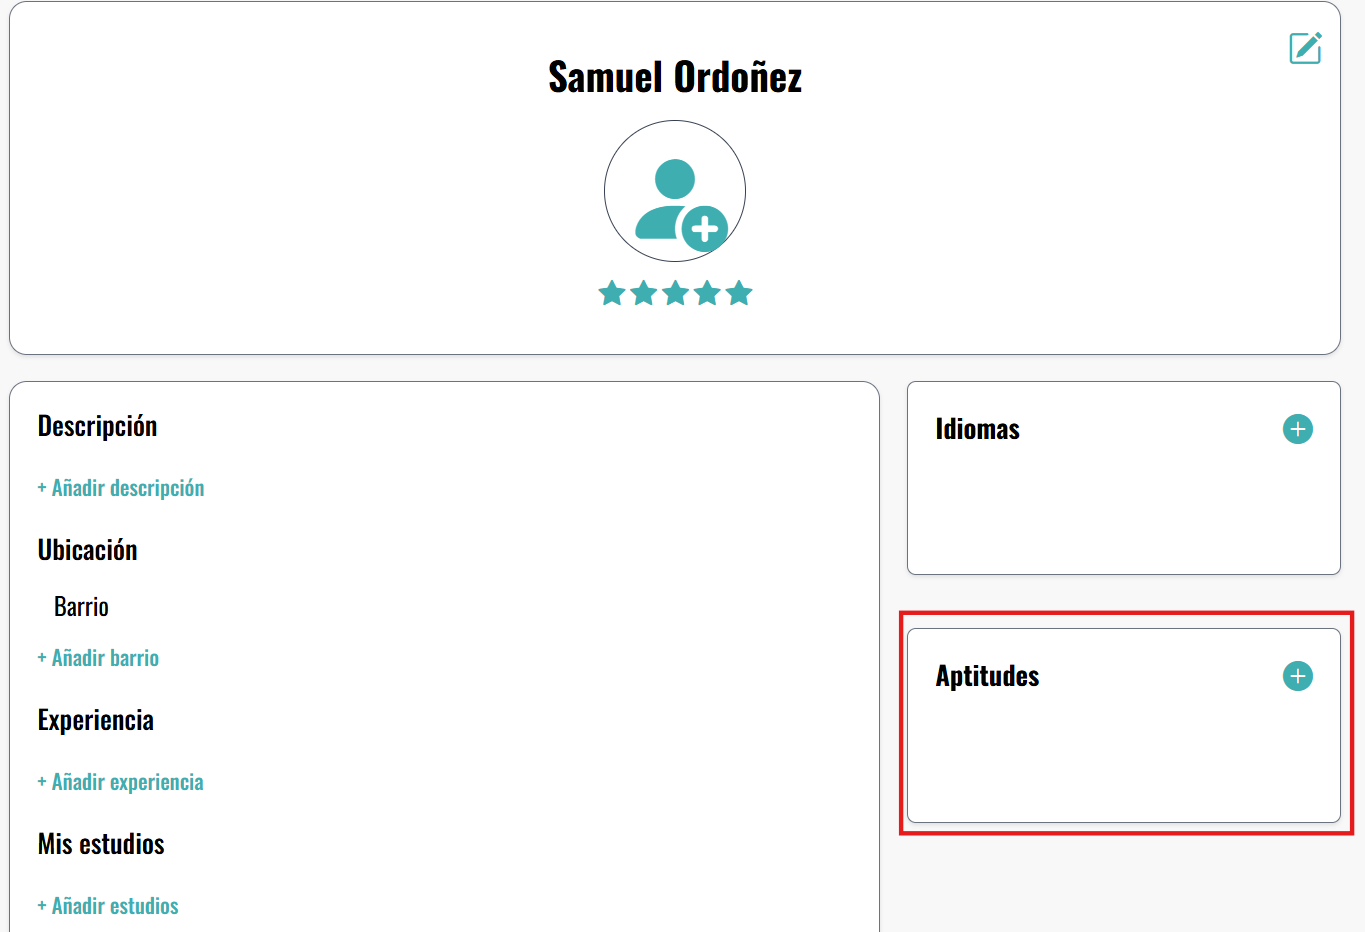 Samuel Ordoñez
Descripción
+ Añadir descripción
Ubicación
Barrio
+ Añadir barrio
Experiencia
+ Añadir experiencia
Mis estudios
+ Añadir estudios
Idiomas
Aptitudes